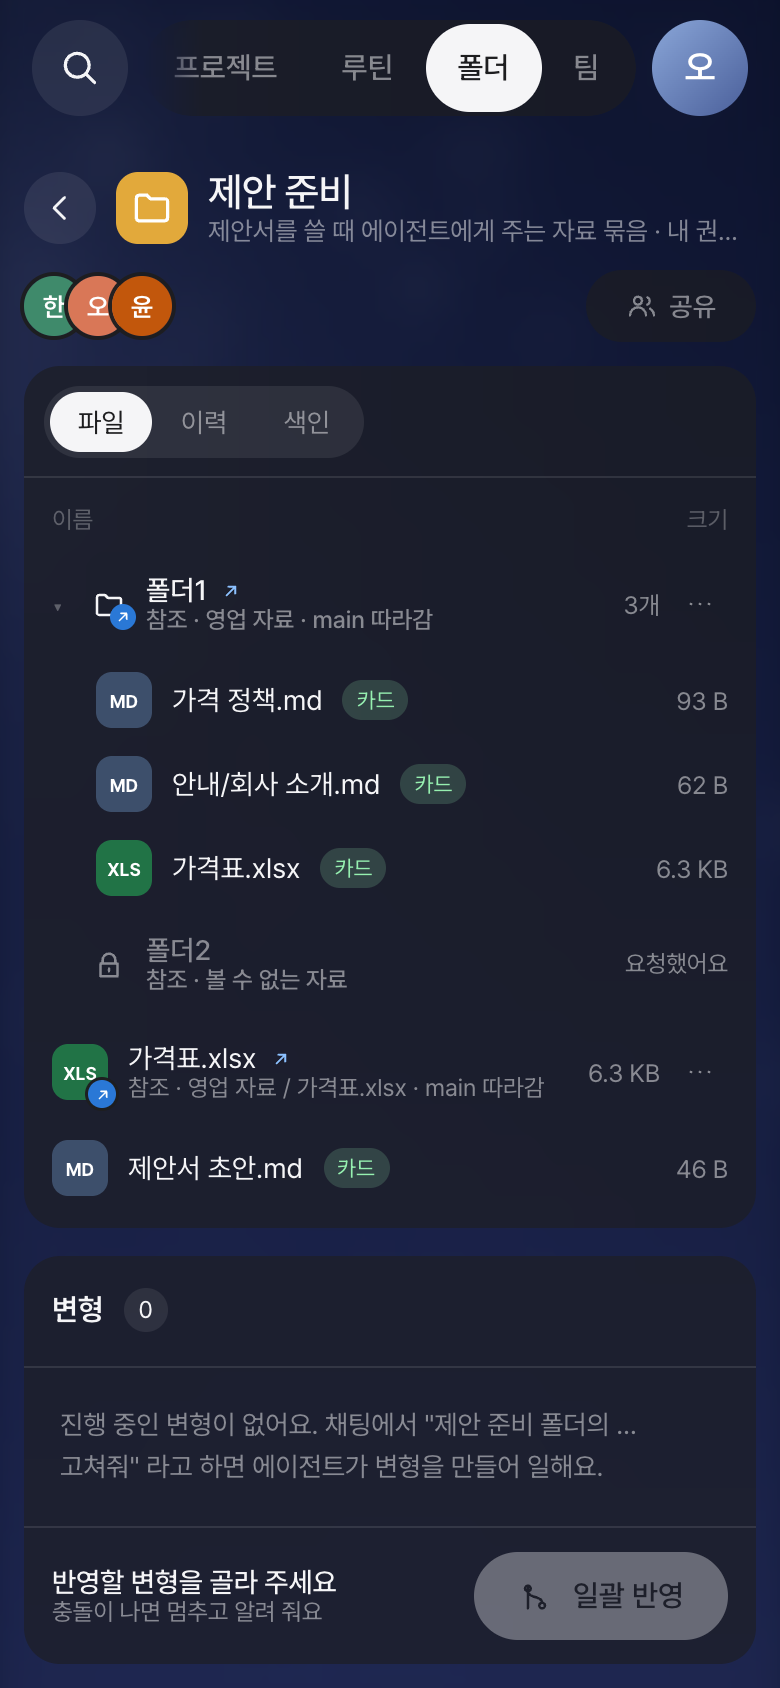 프로젝트 루틴 폴더 팀 오
제안 준비
제안서를 쓸 때 에이전트에게 주는 자료 묶음 · 내 권...
한 오 윤 공유
파일 이력 색인
이름 크기
폴더1
참조 · 영업 자료 · main 따라감 3개 ...
MD 가격 정책.md 카드 93 B
MD 안내/회사 소개.md 카드 62 B
XLS 가격표.xlsx 카드 6.3 KB
폴더2
참조 · 볼 수 없는 자료 요청했어요
XLS 가격표.xlsx
참조 · 영업 자료 / 가격표.xlsx · main 따라감 6.3 KB ...
MD 제안서 초안.md 카드 46 B
변형 0
진행 중인 변형이 없어요. 채팅에서 "제안 준비 폴더의 ...
고쳐줘" 라고 하면 에이전트가 변형을 만들어 일해요.
반영할 변형을 골라 주세요
충돌이 나면 멈추고 알려 줘요
일괄 반영